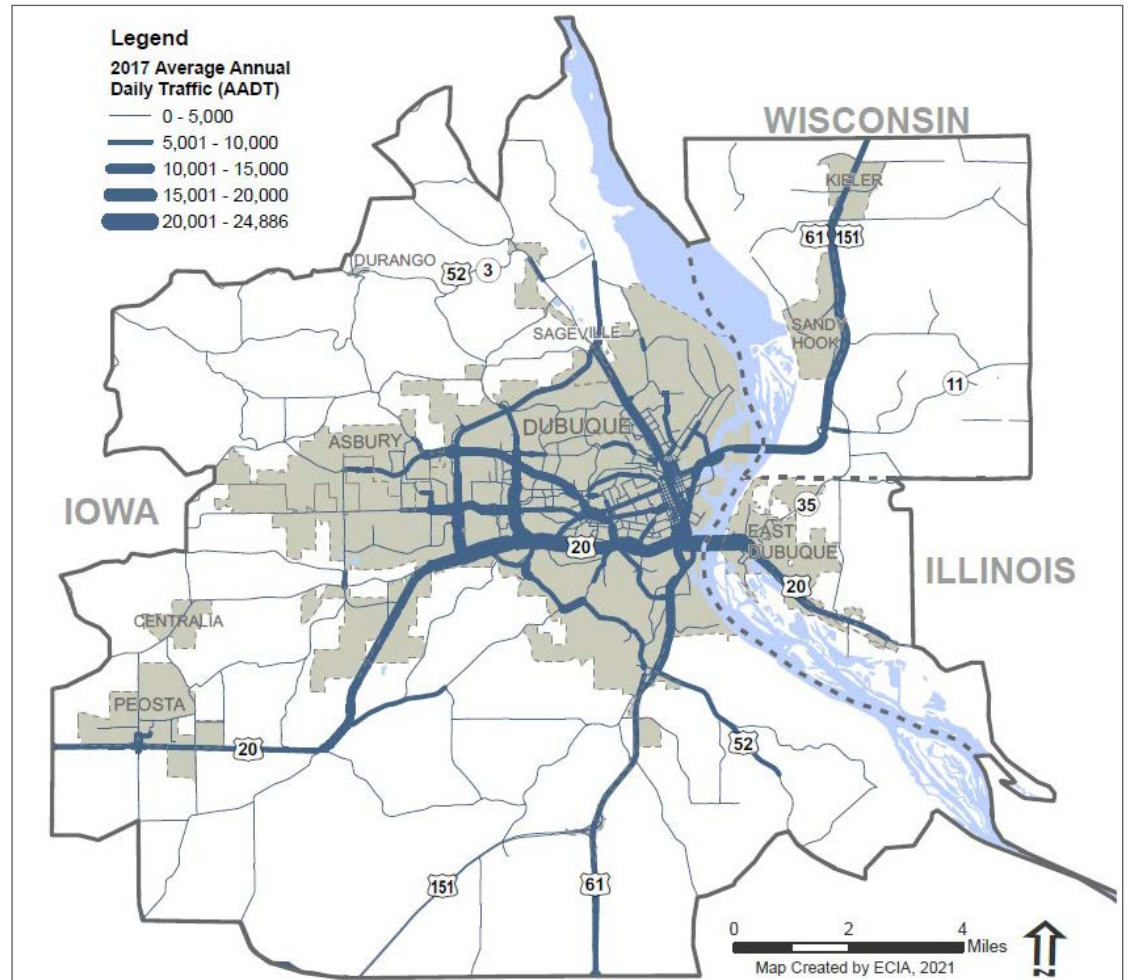 Legend
2017 Average Annual
Daily Traffic (AADT)
0 - 5,000
5,001 - 10,000
10,001 - 15,000
15,001 - 20,000
20,001 - 24,886
WISCONSIN
KIELER
61 151
DURANGO
52 3
SAGEVILLE
SANDY
HOOK
11
DUBUQUE
ASBURY
IOWA
35
EAST
DUBUQUE
20
20
ILLINOIS
CENTRALIA
PEOSTA
20
52
151
61
0 2 4
Miles
Map Created by ECIA, 2021
N